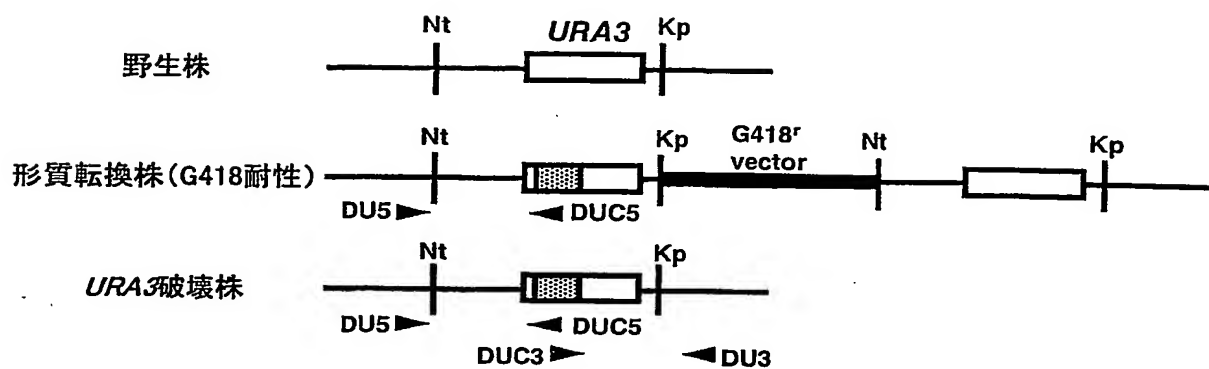 Nt URA3 Kp
野生株
Nt Kp G418r vector Nt Kp
形質転換株(G418耐性)
DU5 DUC5
Nt Kp
URA3破壊株
DU5 DUC5
DUC3 DU3